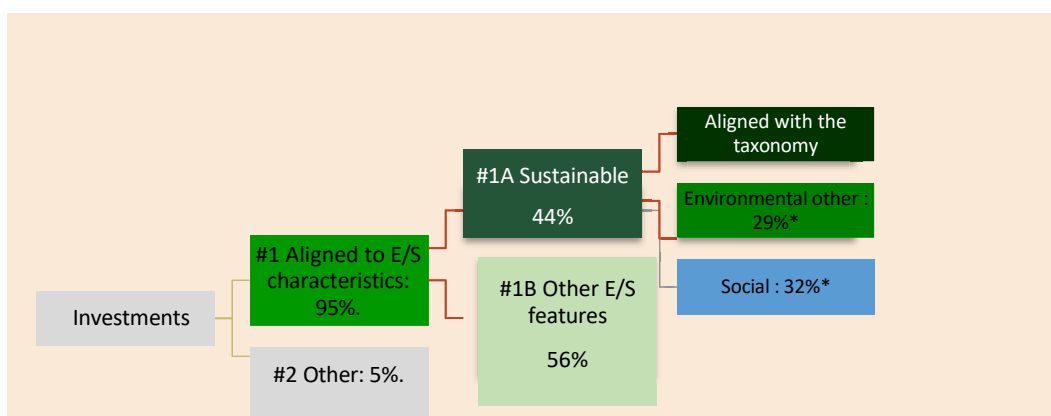 Aligned with the
taxonomy
#1A Sustainable
44%
Environmental other :
29%*
#1 Aligned to E/S
characteristics:
95%.
Social : 32%*
#1B Other E/S
features
56%
Investments
#2 Other: 5%.